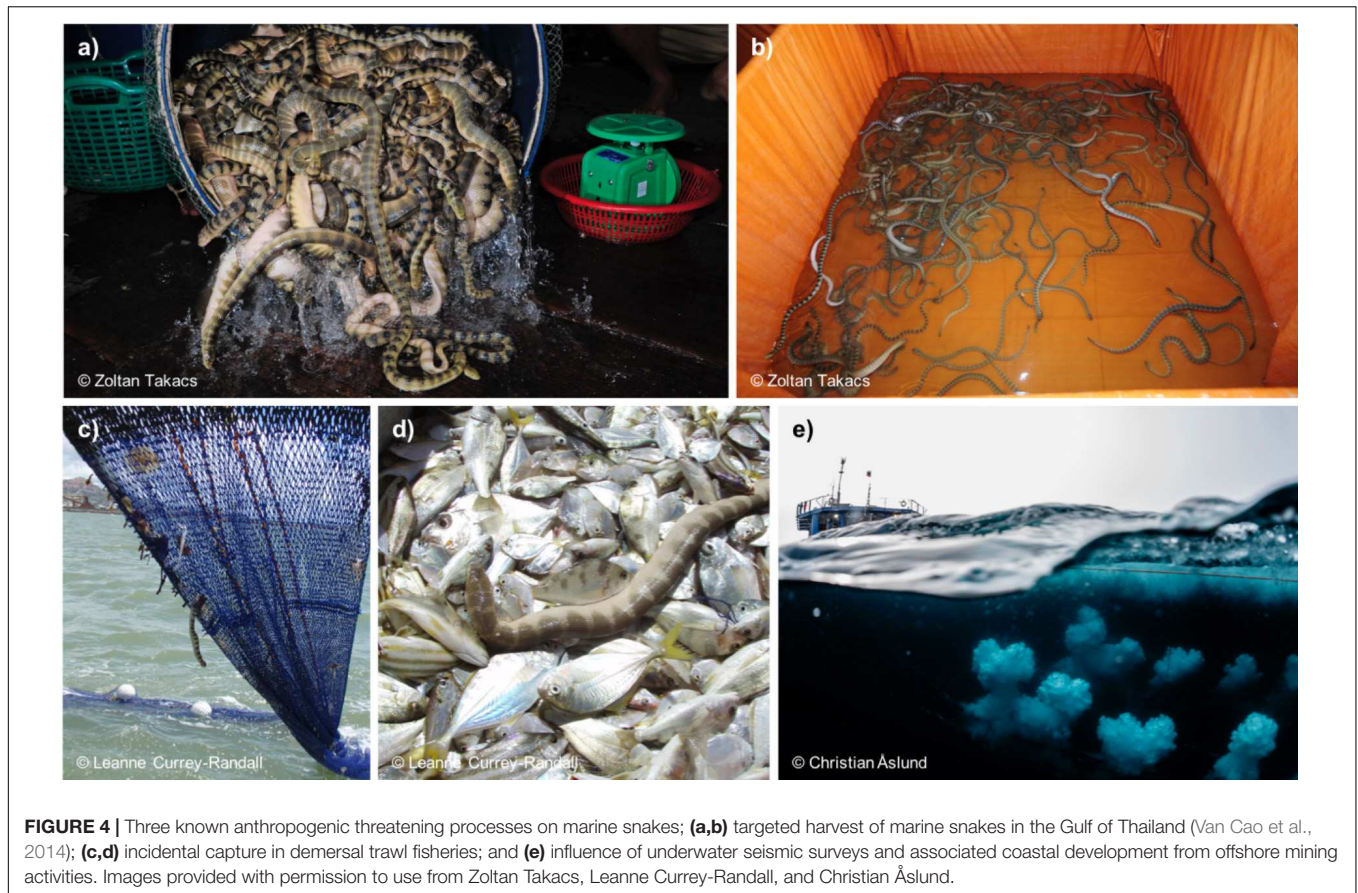 a)
b)
© Zoltan Takacs
© Zoltan Takacs
c)
d)
e)
© Leanne Currey-Randall
© Leanne Currey-Randall
© Christian Åslund
FIGURE 4 | Three known anthropogenic threatening processes on marine snakes; (a,b) targeted harvest of marine snakes in the Gulf of Thailand (Van Cao et al.,
2014); (c,d) incidental capture in demersal trawl fisheries; and (e) influence of underwater seismic surveys and associated coastal development from offshore mining
activities. Images provided with permission to use from Zoltan Takacs, Leanne Currey-Randall, and Christian Åslund.